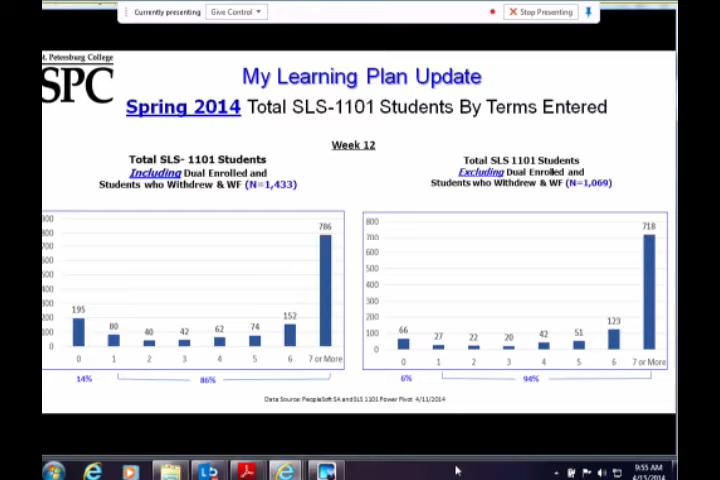 Currently presenting Give Control Stop Presenting
St. Petersburg College
SPC
My Learning Plan Update
Spring 2014 Total SLS-1101 Students By Terms Entered
Week 12
Total SLS- 1101 Students
Including Dual Enrolled and
Students who Withdrew & WF (N=1,433)
Total SLS 1101 Students
Excluding Dual Enrolled and
Students who Withdrew & WF (N=1,069)
900
800
700
600
500
400
300
200
100
0
195 80 40 42 62 74 152 786
0 1 2 3 4 5 6 7 or More
14% 86%
800
700
600
500
400
300
200
100
0
66 27 22 20 42 51 123 718
0 1 2 3 4 5 6 7 or More
6% 94%
Data Source: PeopleSoft SA and SLS 1101 Power Pivot 4/11/2014
9:55 AM
4/15/2014